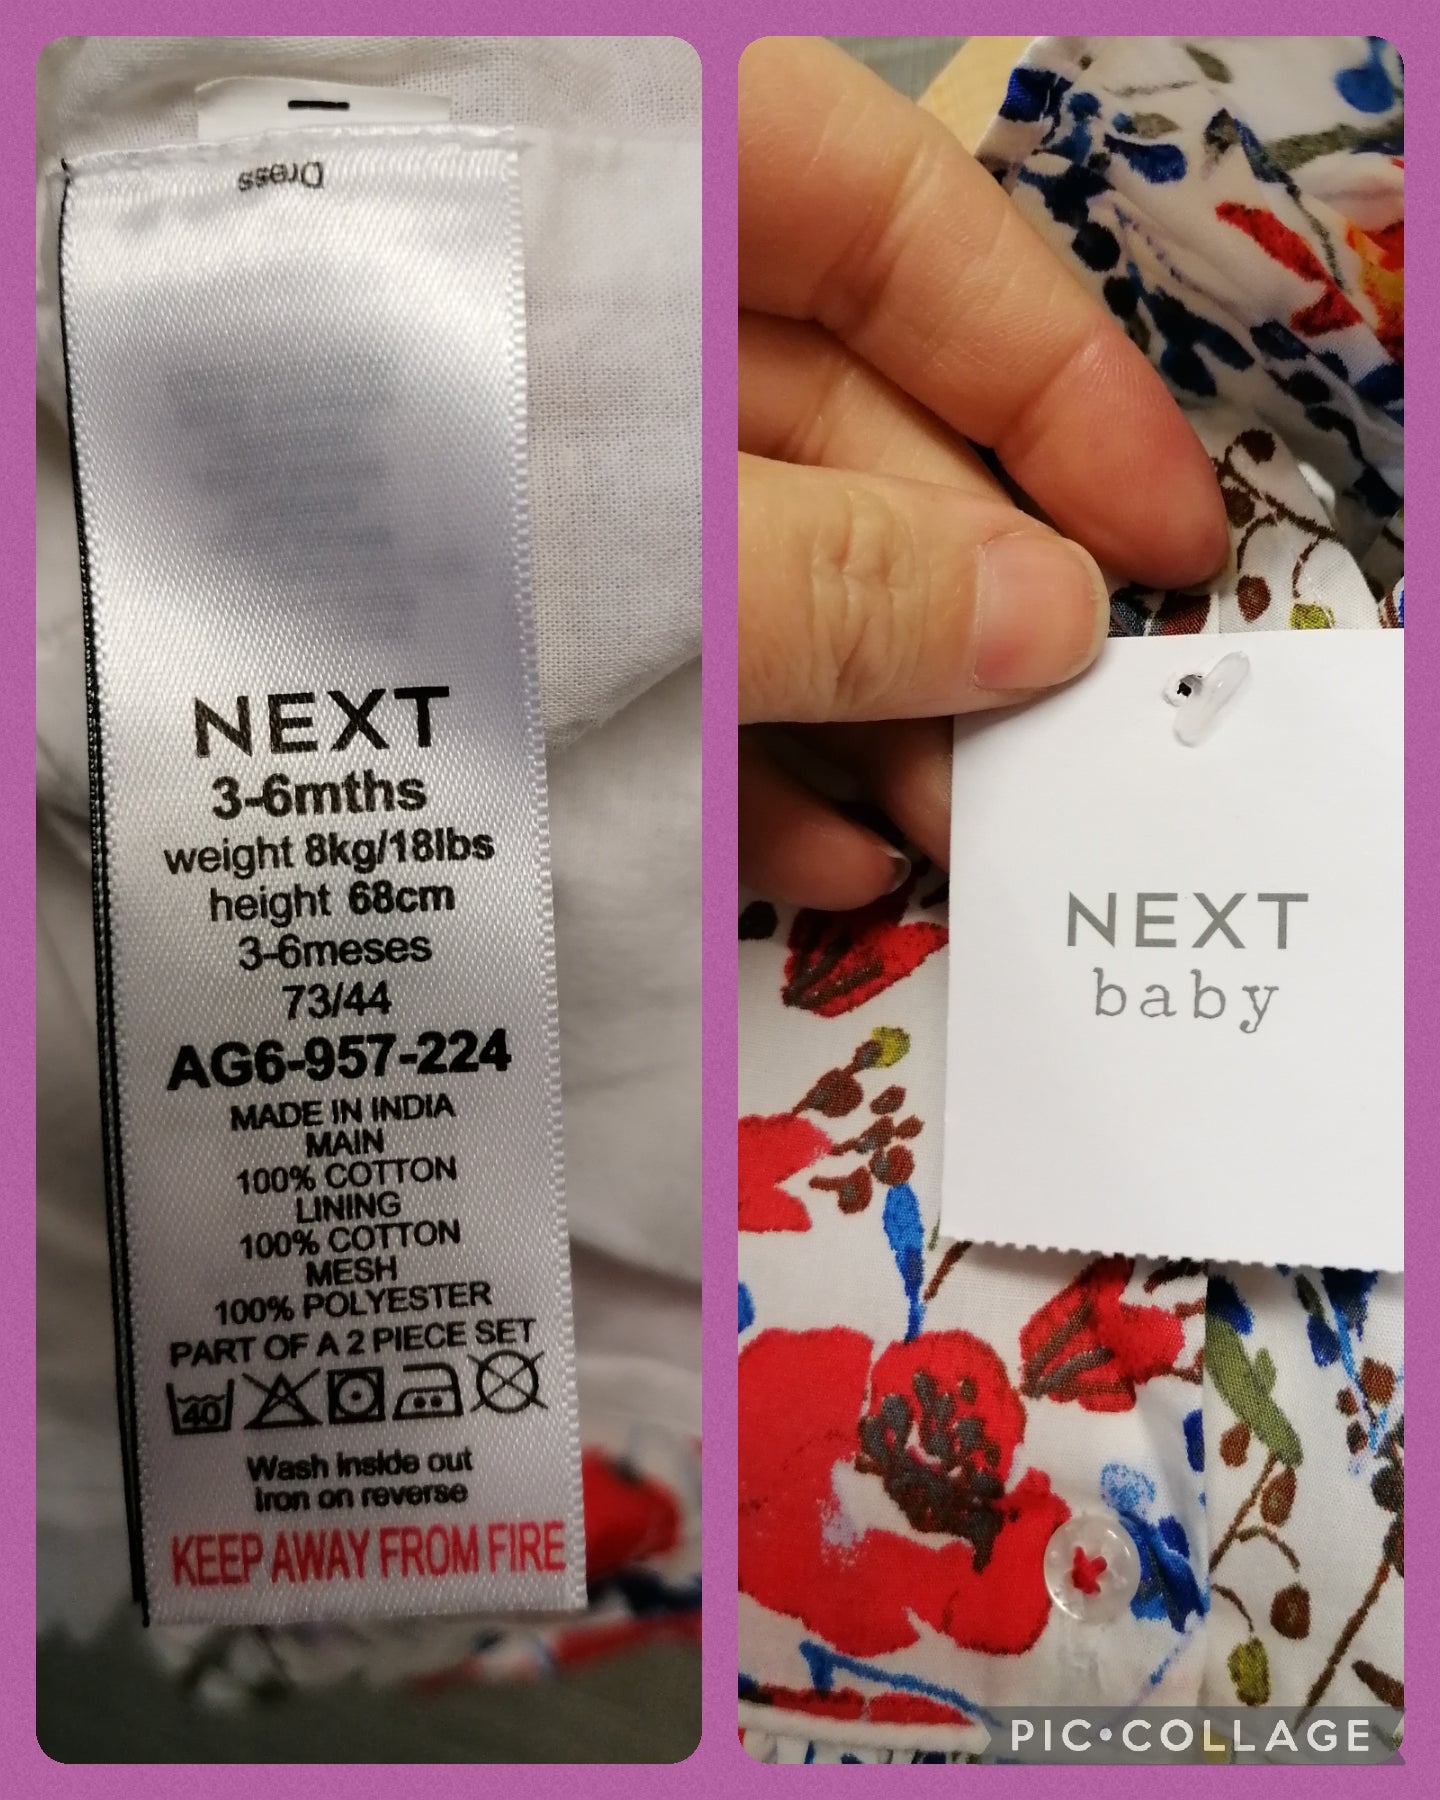 Dress
NEXT
3-6mths
weight 8kg/18lbs
height 68cm
3-6meses
73/44
AG6-957-224
MADE IN INDIA
MAIN
100% COTTON
LINING
100% COTTON
MESH
100% POLYESTER
PART OF A 2 PIECE SET
40
Wash inside out
Iron on reverse
KEEP AWAY FROM FIRE
NEXT
baby
PIC•COLLAGE